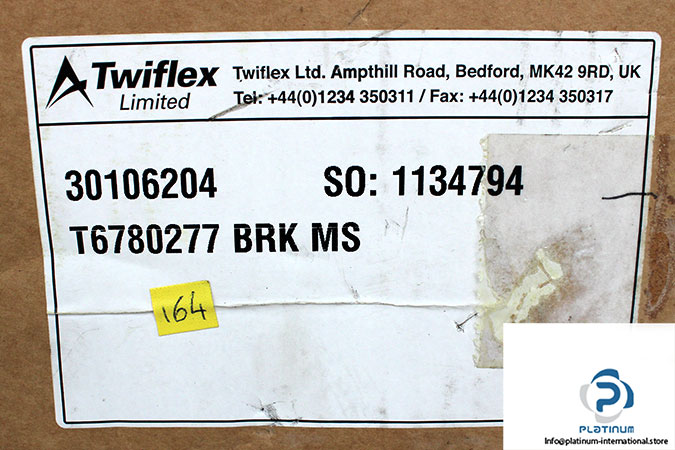 Twiflex
Limited
Twiflex Ltd. Ampthill Road, Bedford, MK42 9RD, UK
Tel: +44(0)1234 350311 / Fax: +44(0)1234 350317
30106204 SO: 1134794
T6780277 BRK MS
164
PLATINUM
Info@platinum-international.store